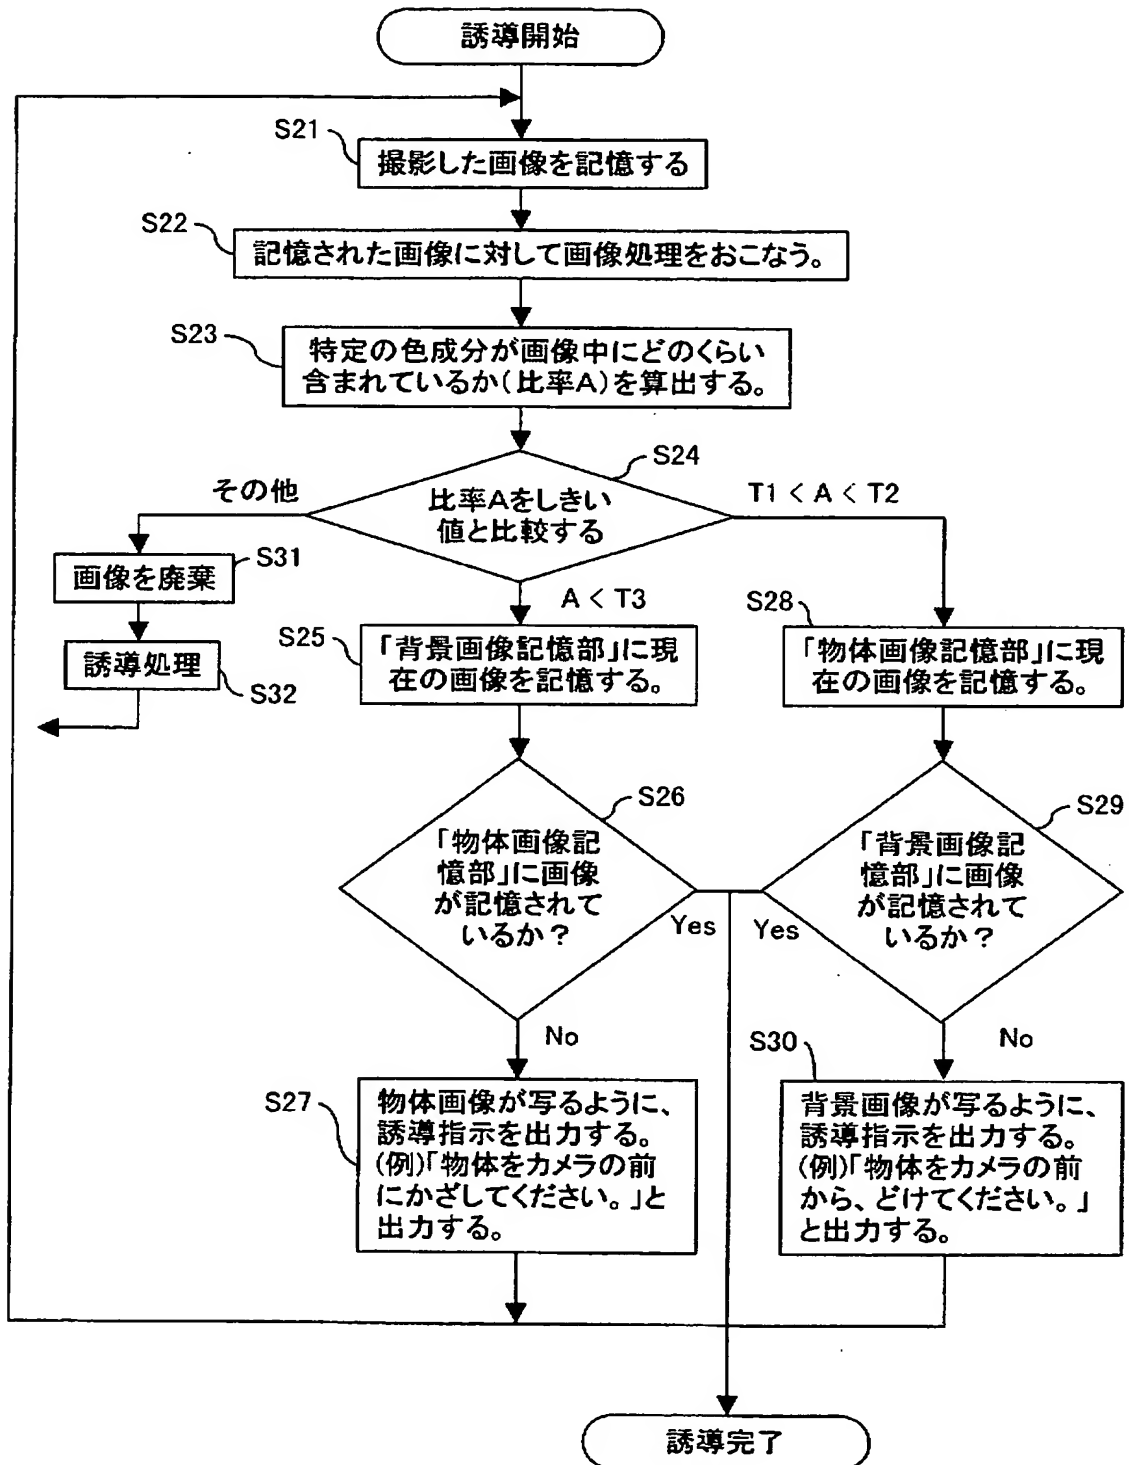 誘導開始
S21
撮影した画像を記憶する
S22
記憶された画像に対して画像処理をおこなう。
S23
特定の色成分が画像中にどのくらい
含まれているか(比率A)を算出する。
S24
比率Aをしきい
値と比較する
その他
T1 < A < T2
S31
画像を廃棄
誘導処理
S32
A < T3
S25
「背景画像記憶部」に現
在の画像を記憶する。
S28
「物体画像記憶部」に現
在の画像を記憶する。
S26
「物体画像記
憶部」に画像
が記憶されて
いるか?
Yes
No
S29
「背景画像記
憶部」に画像
が記憶されて
いるか?
Yes
No
S27
物体画像が写るように、
誘導指示を出力する。
(例)「物体をカメラの前
にかざしてください。」と
出力する。
S30
背景画像が写るように、
誘導指示を出力する。
(例)「物体をカメラの前
から、どけてください。」
と出力する。
誘導完了